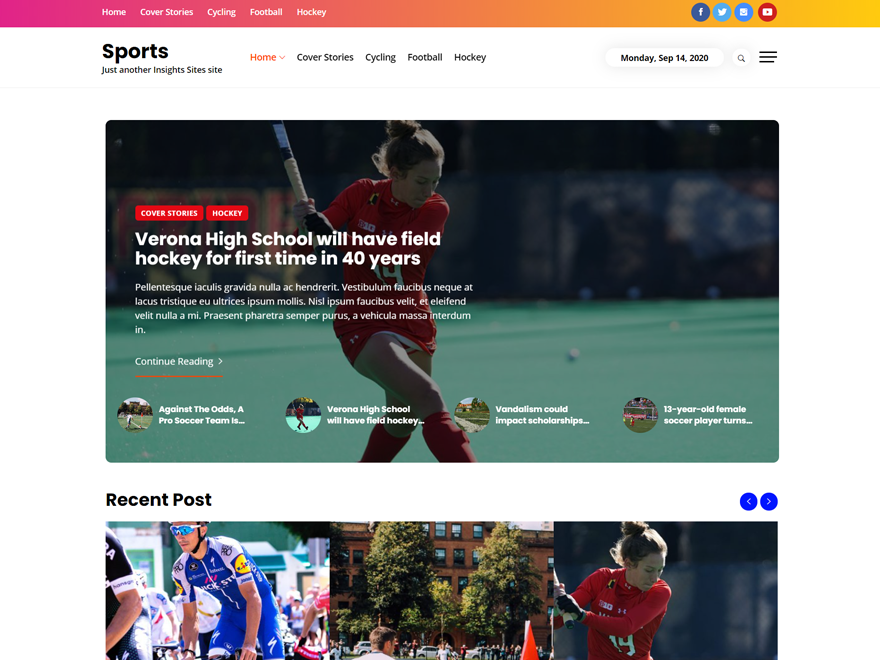 Home Cover Stories Cycling Football Hockey
Sports
Just another Insights Sites site
Home Cover Stories Cycling Football Hockey
Monday, Sep 14, 2020
COVER STORIES HOCKEY
Verona High School will have field
hockey for first time in 40 years
Pellentesque iaculis gravida nulla ac hendrerit. Vestibulum faucibus neque at
lacus tristique eu ultrices ipsum mollis. Nisl ipsum faucibus velit, et eleifend
velit nulla a mi. Praesent pharetra semper purus, a vehicula massa interdum
in.
Continue Reading
Against The Odds, A
Pro Soccer Team Is...
Verona High School
will have field hockey...
Vandalism could
impact scholarships...
13-year-old female
soccer player turns...
Recent Post
14